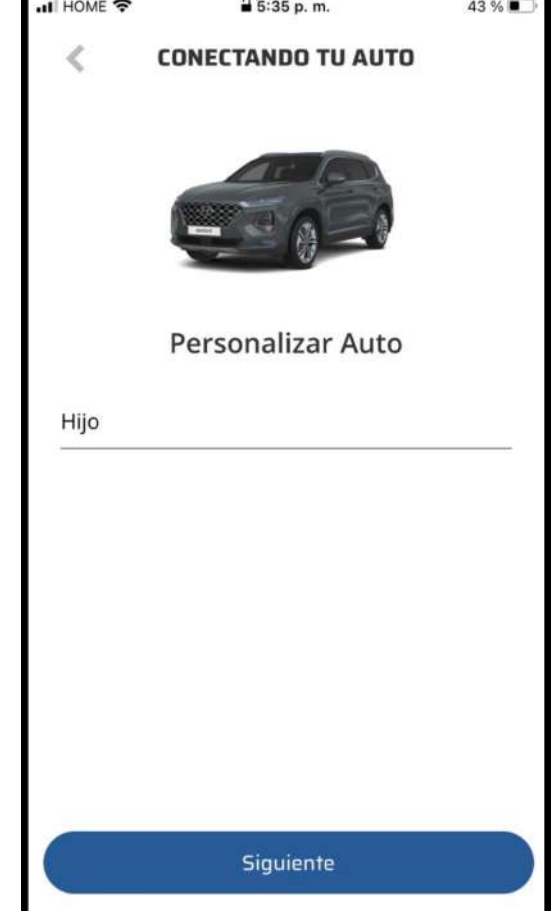 HOME 5:35 p. m. 43 %
CONECTANDO TU AUTO
Personalizar Auto
Hijo
Siguiente